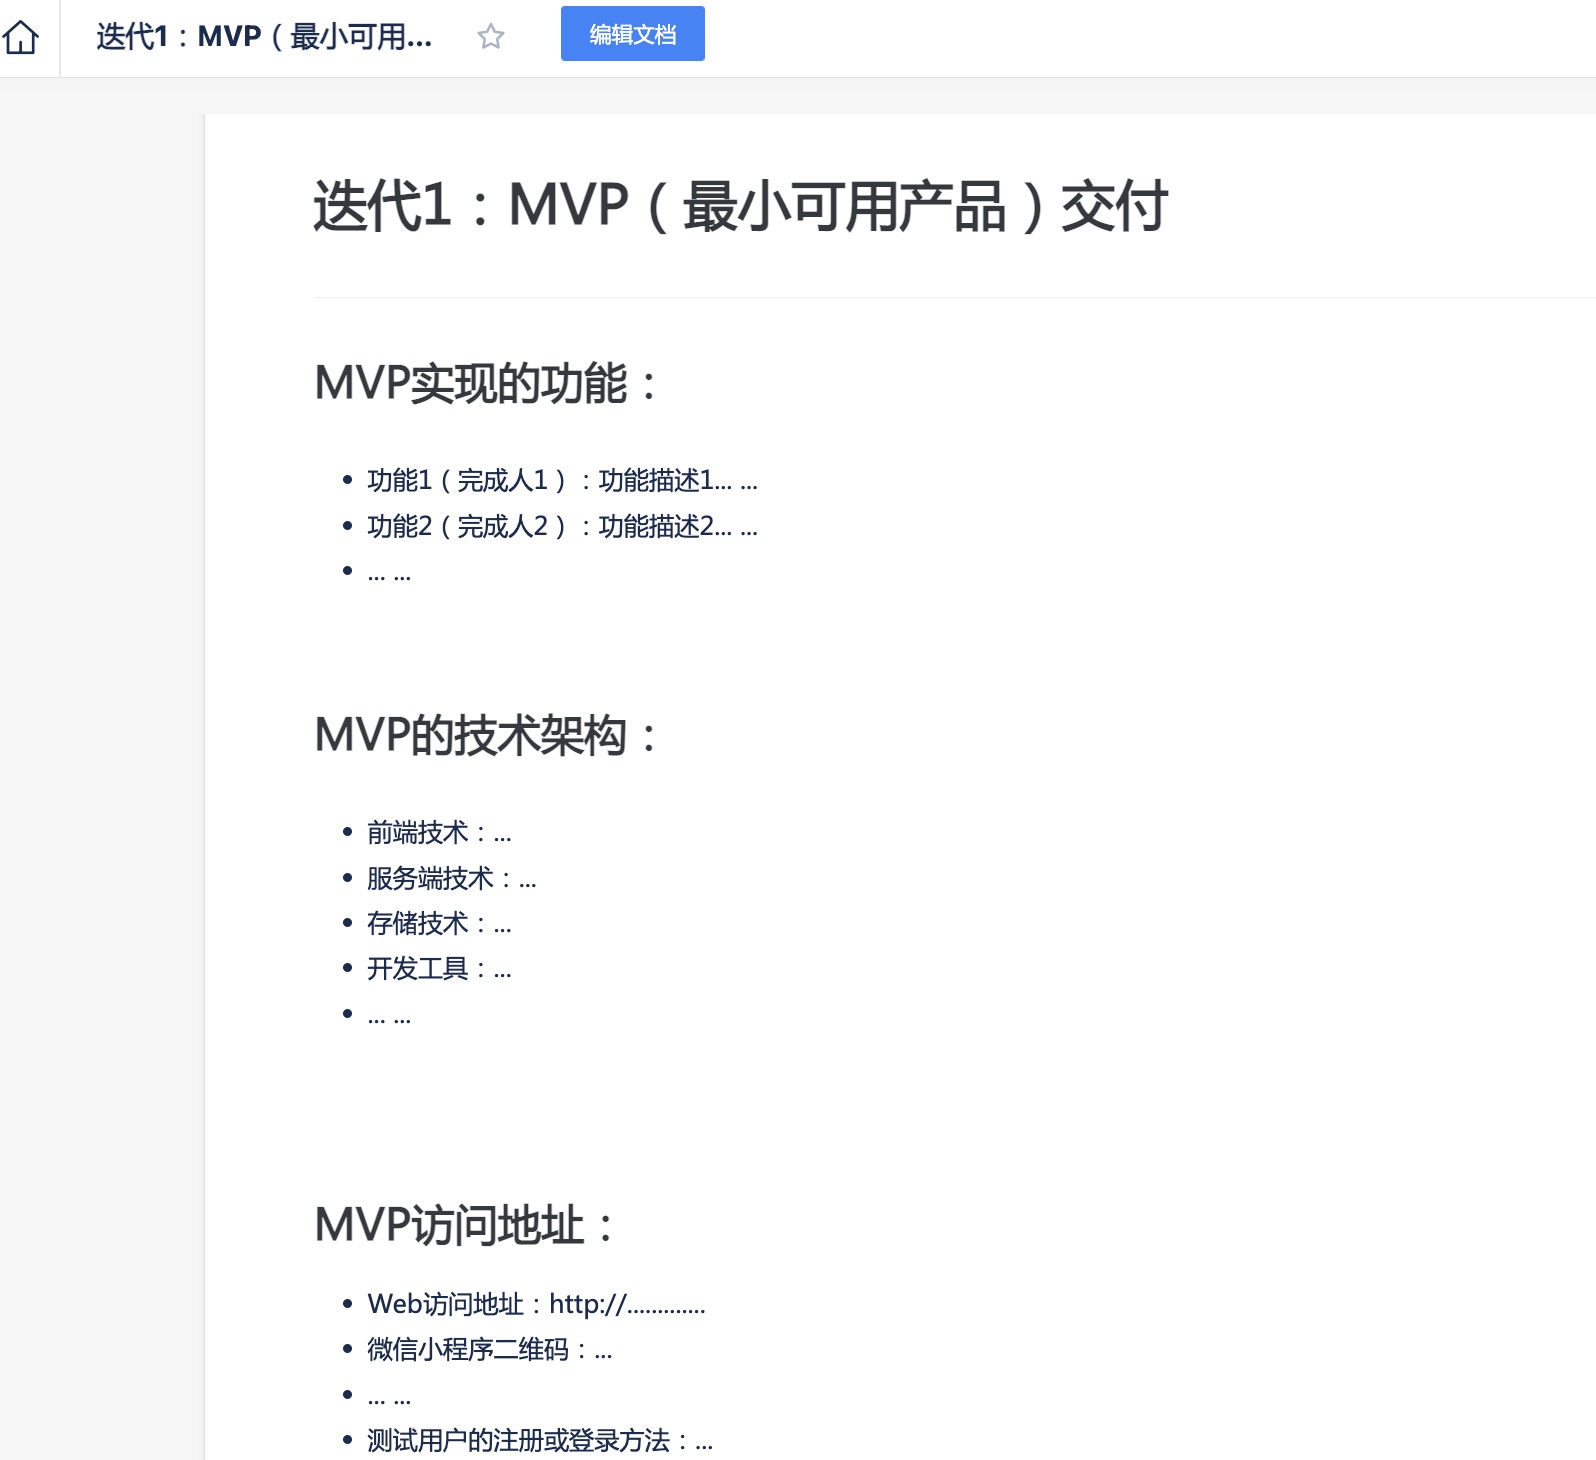 迭代1：MVP（最小可用...
编辑文档
迭代1：MVP（最小可用产品）交付
MVP实现的功能：
功能1（完成人1）：功能描述1... ...
功能2（完成人2）：功能描述2... ...
... ...
MVP的技术架构：
前端技术：...
服务端技术：...
存储技术：...
开发工具：...
... ...
MVP访问地址：
Web访问地址：http://.............
微信小程序二维码：...
... ...
测试用户的注册或登录方法：...